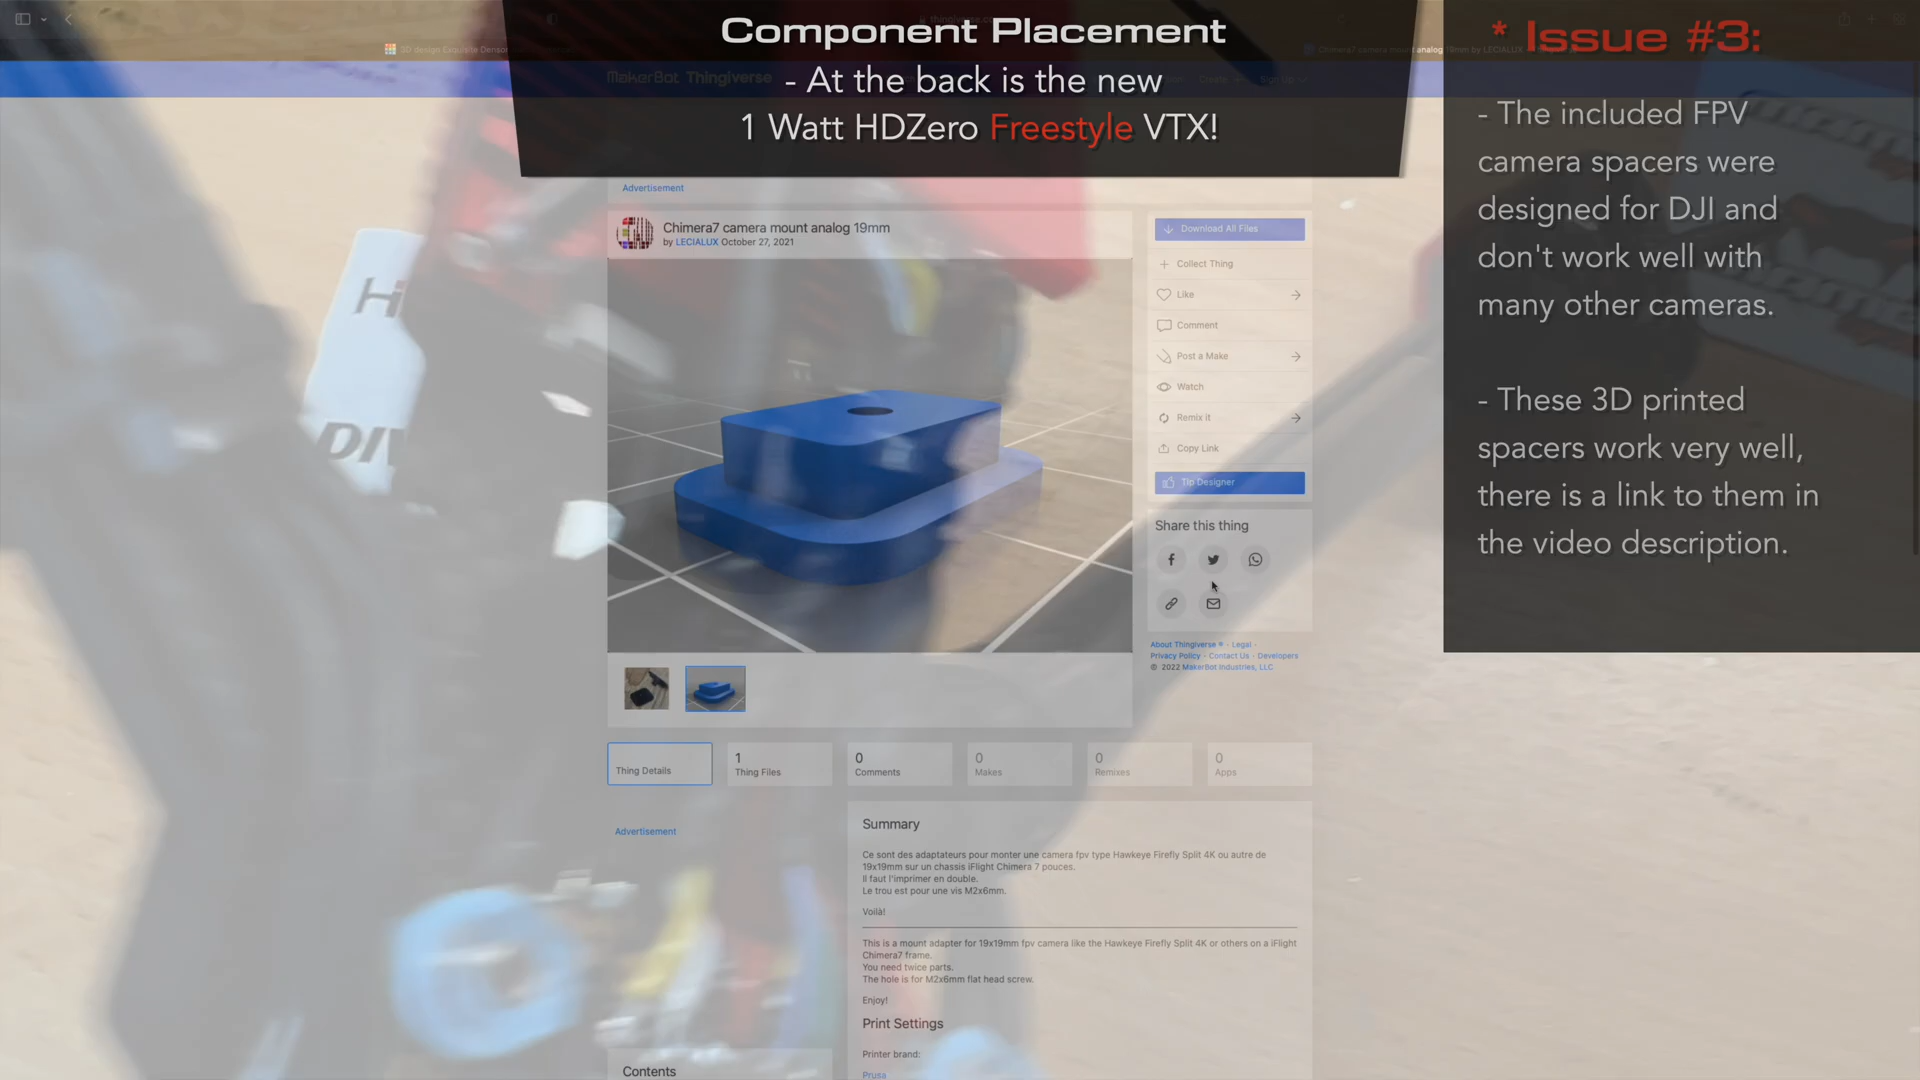 Component Placement
- At the back is the new
1 Watt HDZero Freestyle VTX!
* Issue #3:
- The included FPV
camera spacers were
designed for DJI and
don't work well with
many other cameras.
- These 3D printed
spacers work very well,
there is a link to them in
the video description.
MakerBot Thingiverse
Advertisement
Chimera7 camera mount analog 19mm
by LECIALUX October 27, 2021
Download All Files
Collect Thing
Like
Comment
Post a Make
Watch
Remix it
Copy Link
Tip Designer
Share this thing
About Thingiverse ® · Legal ·
Privacy Policy · Contact Us · Developers
© 2022 MakerBot Industries, LLC
Thing Details
1
Thing Files
0
Comments
0
Makes
0
Remixes
0
Apps
Advertisement
Summary
Ce sont des adaptateurs pour monter une camera fpv type Hawkeye Firefly Split 4K ou autre de
19x19mm sur un chassis iFlight Chimera 7 pouces.
Il faut l'imprimer en double.
Le trou est pour une vis M2x6mm.
Voilà!
This is a mount adapter for 19x19mm fpv camera like the Hawkeye Firefly Split 4K or others on a iFlight
Chimera7 frame.
You need twice parts.
The hole is for M2x6mm flat head screw.
Enjoy!
Print Settings
Printer brand:
Prusa
Contents